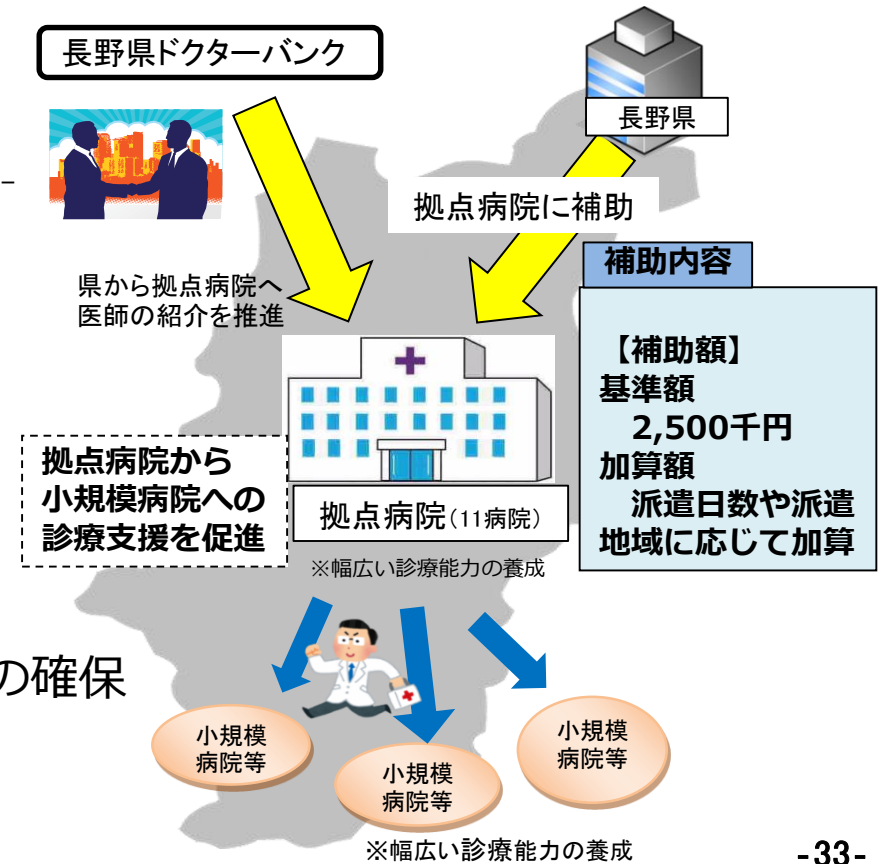 長野県ドクターバンク
長野県
拠点病院に補助
県から拠点病院へ
医師の紹介を推進
補助内容
【補助額】
基準額
2,500千円
加算額
派遣日数や派遣
地域に応じて加算
拠点病院から
小規模病院への
診療支援を促進
拠点病院(11病院)
※幅広い診療能力の養成
の確保
小規模
病院等
小規模
病院等
小規模
病院等
※幅広い診療能力の養成
-33-